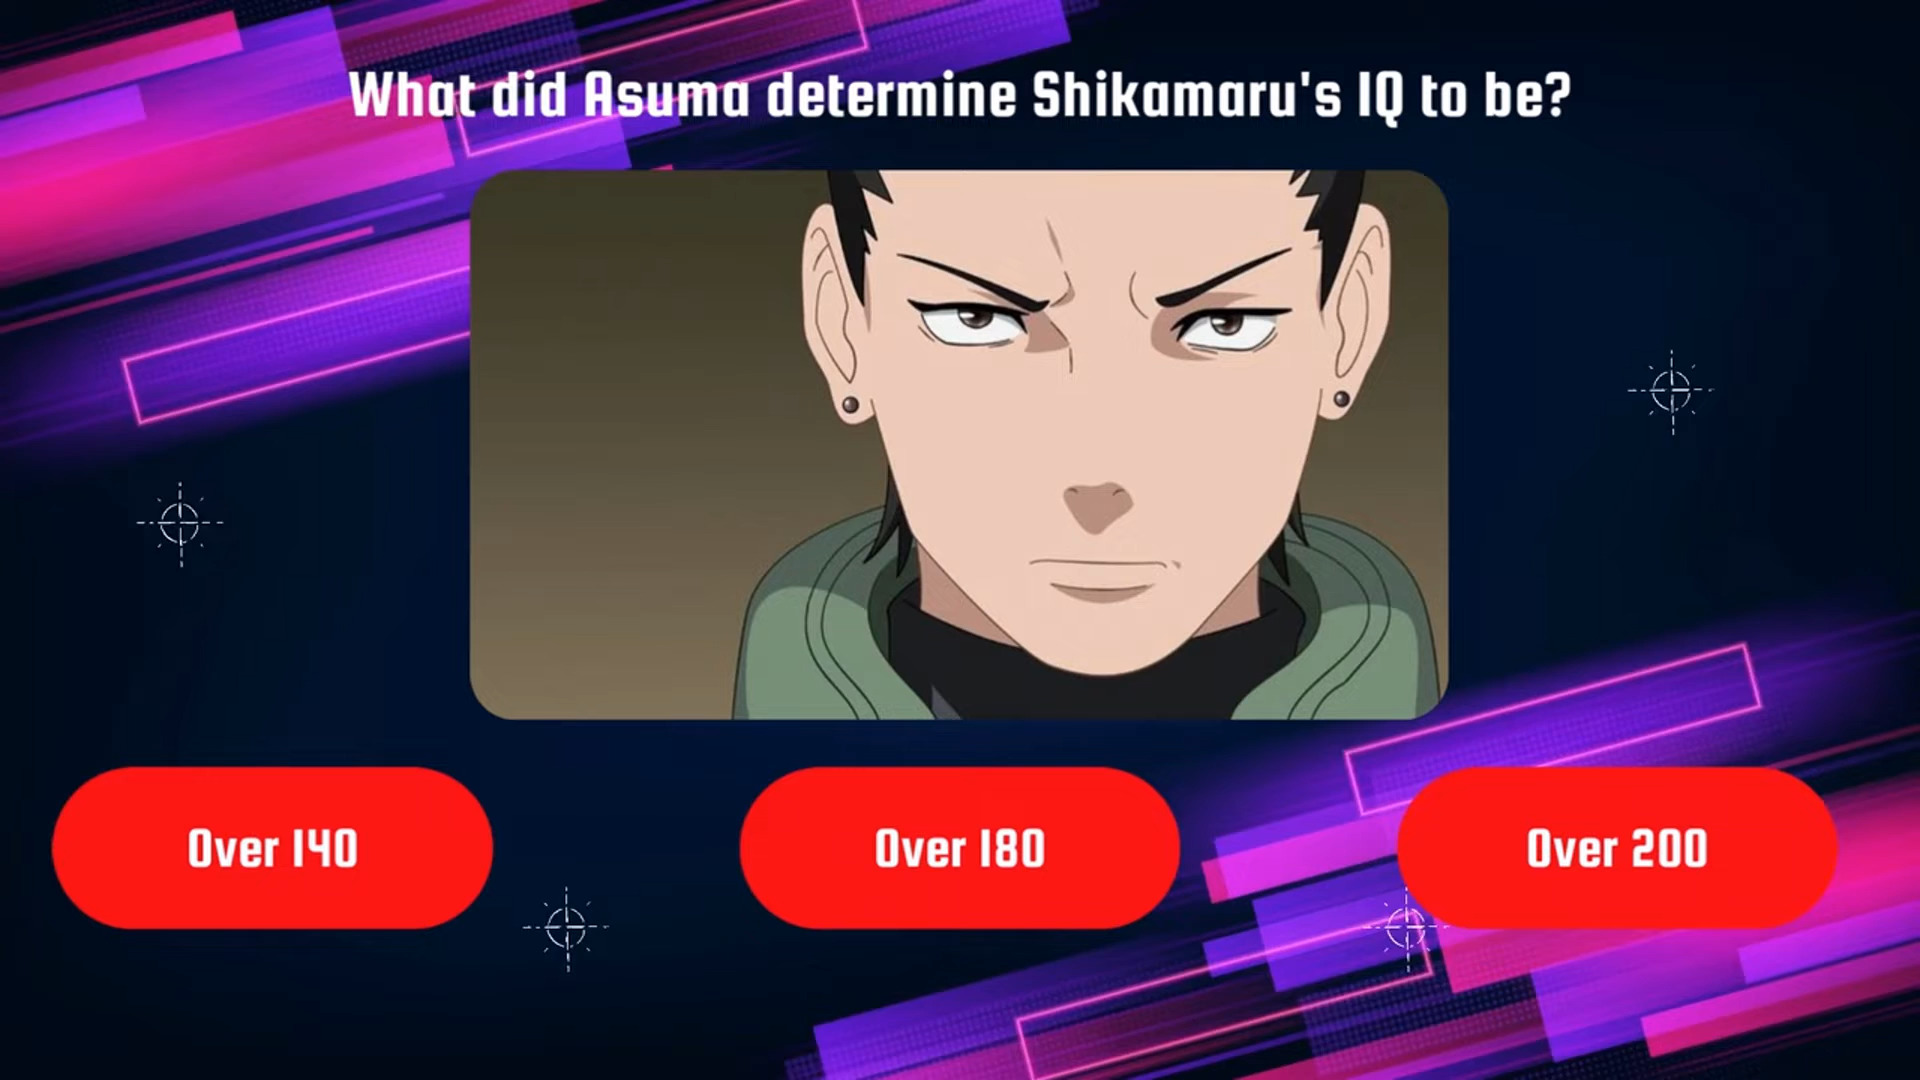 What did Asuma determine Shikamaru's IQ to be?
Over 140
Over 180
Over 200